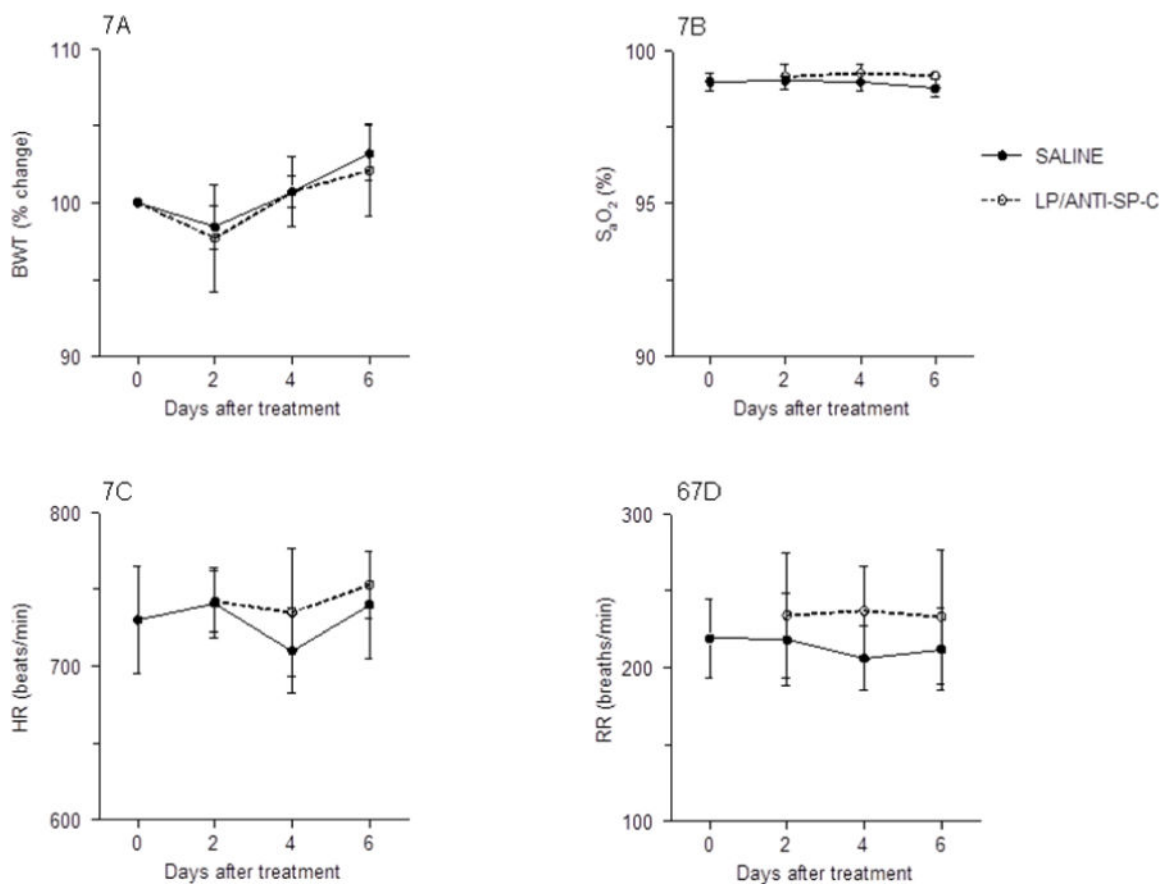 7A
110
100
90
BWT (% change)
0 2 4 6
Days after treatment
7B
100
95
90
SaO2 (%)
0 2 4 6
Days after treatment
SALINE
LP/ANTI-SP-C
7C
800
700
600
HR (beats/min)
0 2 4 6
Days after treatment
67D
300
200
100
RR (breaths/min)
0 2 4 6
Days after treatment